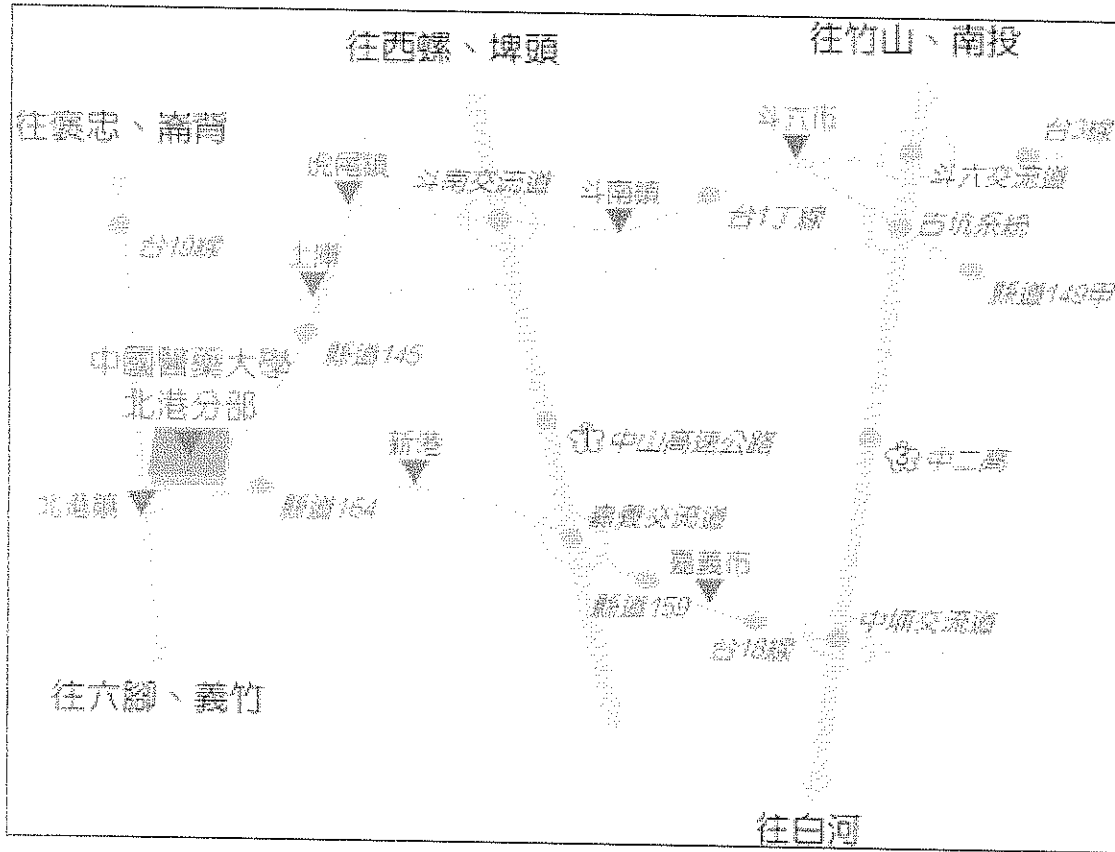 往西螺、埤頭
往竹山、南投
往褒忠、崙背
斗六市
台3線
虎尾鎮
斗南交流道
斗南鎮
斗六交流道
台1丁線
古坑系統
台19線
土庫
縣道149甲
縣道145
中國醫藥大學
北港分部
新港
1
中山高速公路
3
中二高
北港鎮
縣道164
嘉義交流道
嘉義市
縣道159
台18線
中埔交流道
往六腳、義竹
往白河